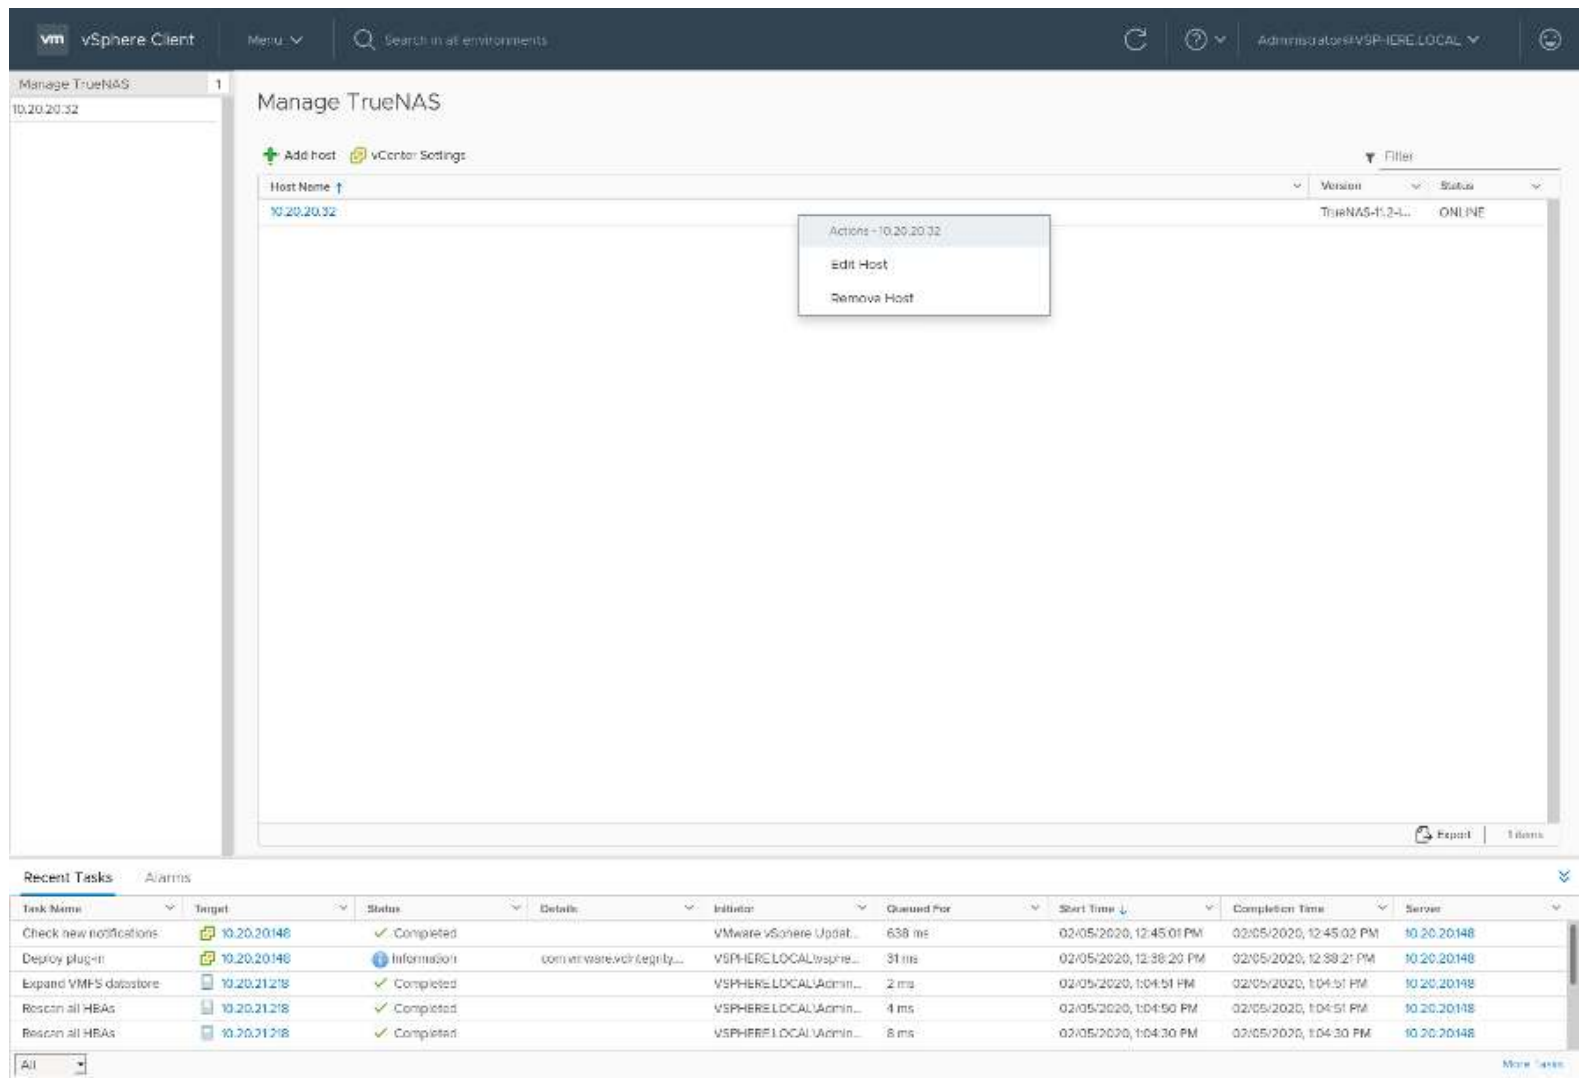 vm vSphere Client Menu Search in all environments Administrator@VSPHERE.LOCAL
Manage TrueNAS 1
10.20.20.32
Manage TrueNAS
Add host vCenter Settings Filter
Host Name Version Status
10.20.20.32 TrueNAS-11.2-... ONLINE
Actions - 10.20.20.32
Edit Host
Remove Host
Export 1 items
Recent Tasks Alarms
Task Name Target Status Details Initiator Queued For Start Time Completion Time Server
Check new notifications 10.20.20.148 Completed VMware vSphere Updat... 638 ms 02/05/2020, 12:45:01 PM 02/05/2020, 12:45:02 PM 10.20.20.148
Deploy plug-in 10.20.20.148 Information com.vmware.vcIntegrity.... VSPHERE.LOCAL\vsphe... 31 ms 02/05/2020, 12:38:20 PM 02/05/2020, 12:38:21 PM 10.20.20.148
Expand VMFS datastore 10.20.21.218 Completed VSPHERE.LOCAL\Admin... 2 ms 02/05/2020, 1:04:51 PM 02/05/2020, 1:04:51 PM 10.20.20.148
Rescan all HBAs 10.20.21.218 Completed VSPHERE.LOCAL\Admin... 4 ms 02/05/2020, 1:04:50 PM 02/05/2020, 1:04:51 PM 10.20.20.148
Rescan all HBAs 10.20.21.218 Completed VSPHERE.LOCAL\Admin... 8 ms 02/05/2020, 1:04:30 PM 02/05/2020, 1:04:30 PM 10.20.20.148
All More Tasks